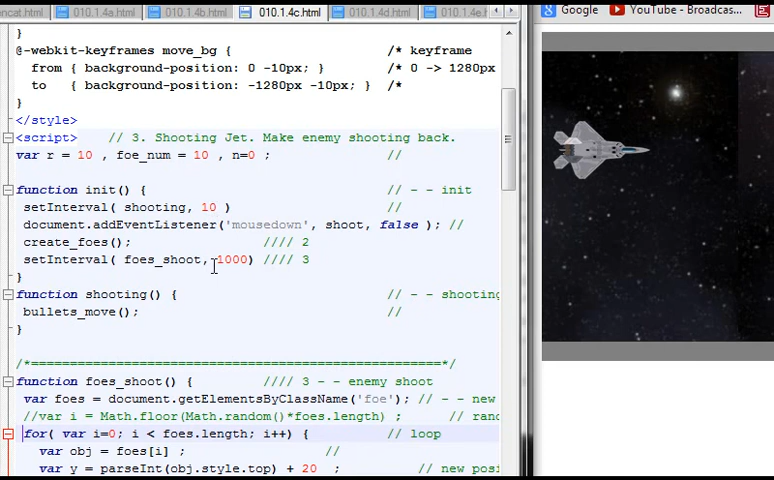 ncat.html 010.1.4a.html 010.1.4b.html 010.1.4c.html 010.1.4d.html 010.1.4e.html
Google YouTube - Broadcas...
}
@-webkit-keyframes move_bg { /* keyframe
from { background-position: 0 -10px; } /* 0 -> 1280px
to { background-position: -1280px -10px; } /*
}
</style>
<script> // 3. Shooting Jet. Make enemy shooting back.
var r = 10 , foe_num = 10 , n=0 ; //
function init() { // - - init
setInterval( shooting, 10 ) //
document.addEventListener('mousedown', shoot, false ); //
create_foes(); //// 2
setInterval( foes_shoot, 1000) //// 3
}
function shooting() { // - - shooting
bullets_move(); //
}
/*=====================================================*/
function foes_shoot() { //// 3 - - enemy shoot
var foes = document.getElementsByClassName('foe'); // - - new
//var i = Math.floor(Math.random()*foes.length) ; // rand
for( var i=0; i < foes.length; i++) { // loop
var obj = foes[i] ; //
var y = parseInt(obj.style.top) + 20 ; // new posi